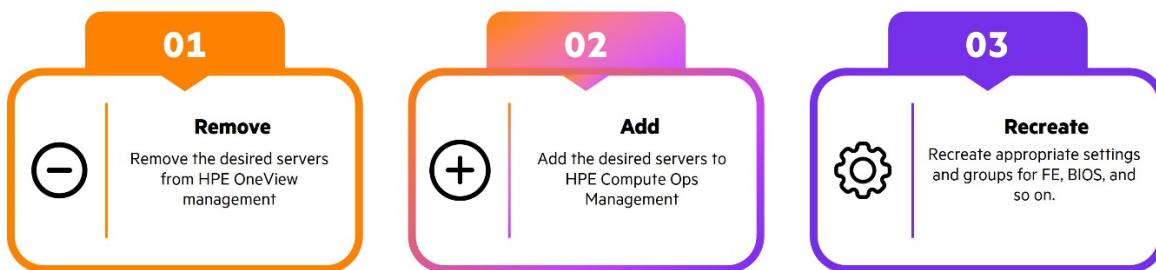 01
Remove
Remove the desired servers
from HPE OneView
management
02
Add
Add the desired servers to
HPE Compute Ops
Management
03
Recreate
Recreate appropriate settings
and groups for FE, BIOS, and
so on.